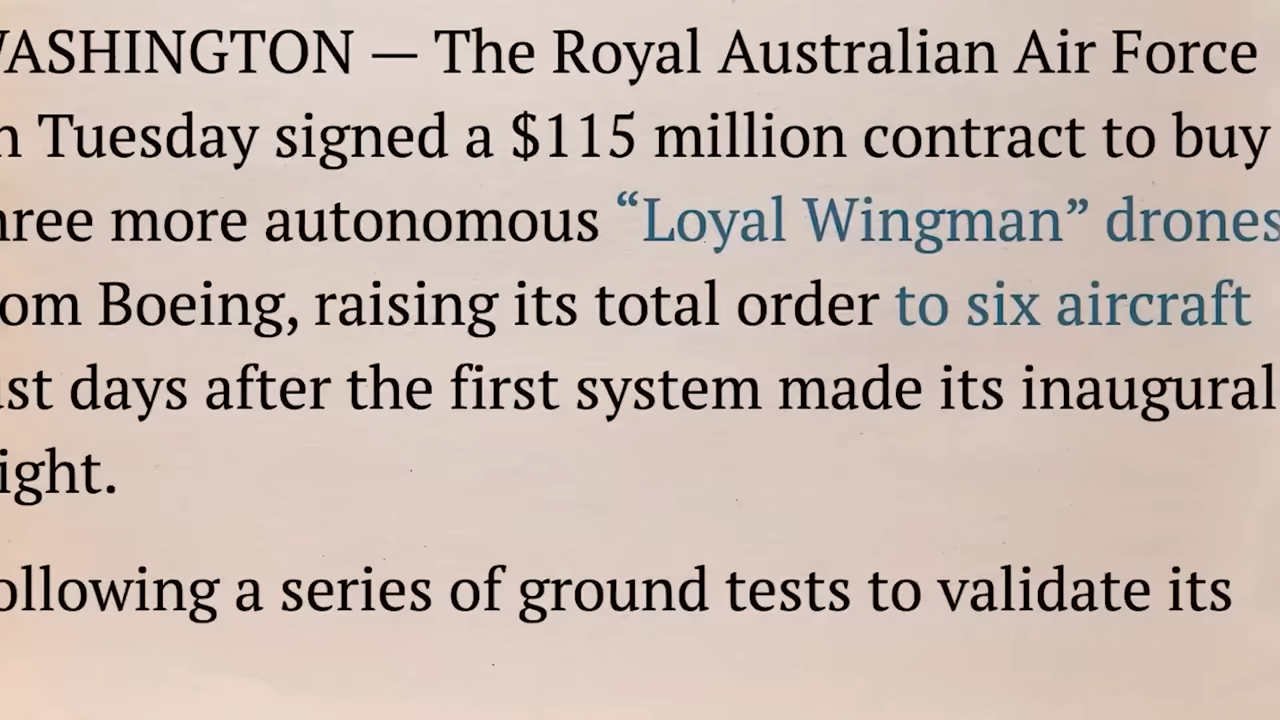 WASHINGTON — The Royal Australian Air Force
n Tuesday signed a $115 million contract to buy
hree more autonomous “Loyal Wingman” drones
om Boeing, raising its total order to six aircraft
ust days after the first system made its inaugural
ight.
ollowing a series of ground tests to validate its